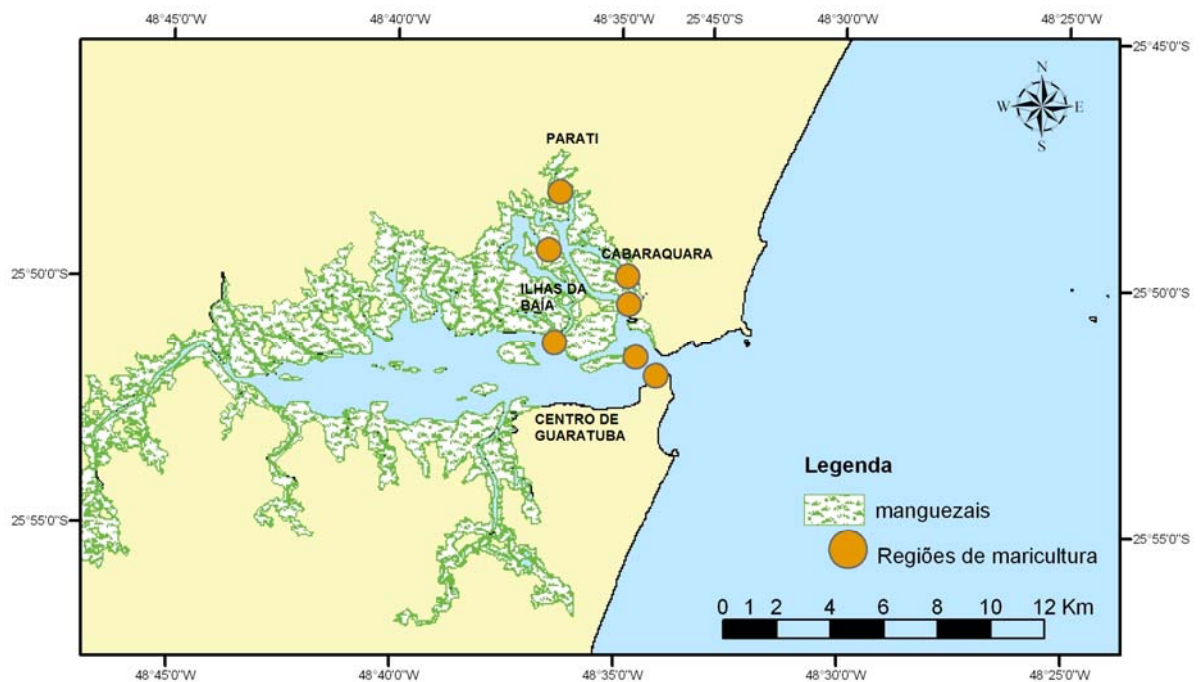 48°45'0"W 48°40'0"W 48°35'0"W 25°45'0"W 48°30'0"W 48°25'0"W
25°45'0"S
N
W E
S
PARATI
CABARAQUARA
25°50'0"S
ILHAS DA
BAÍA
25°50'0"S
CENTRO DE
GUARATUBA
Legenda
manguezais
25°55'0"S
25°55'0"S
Regiões de maricultura
0 1 2 4 6 8 10 12 Km
48°45'0"W 48°40'0"W 48°35'0"W 48°30'0"W 48°25'0"W